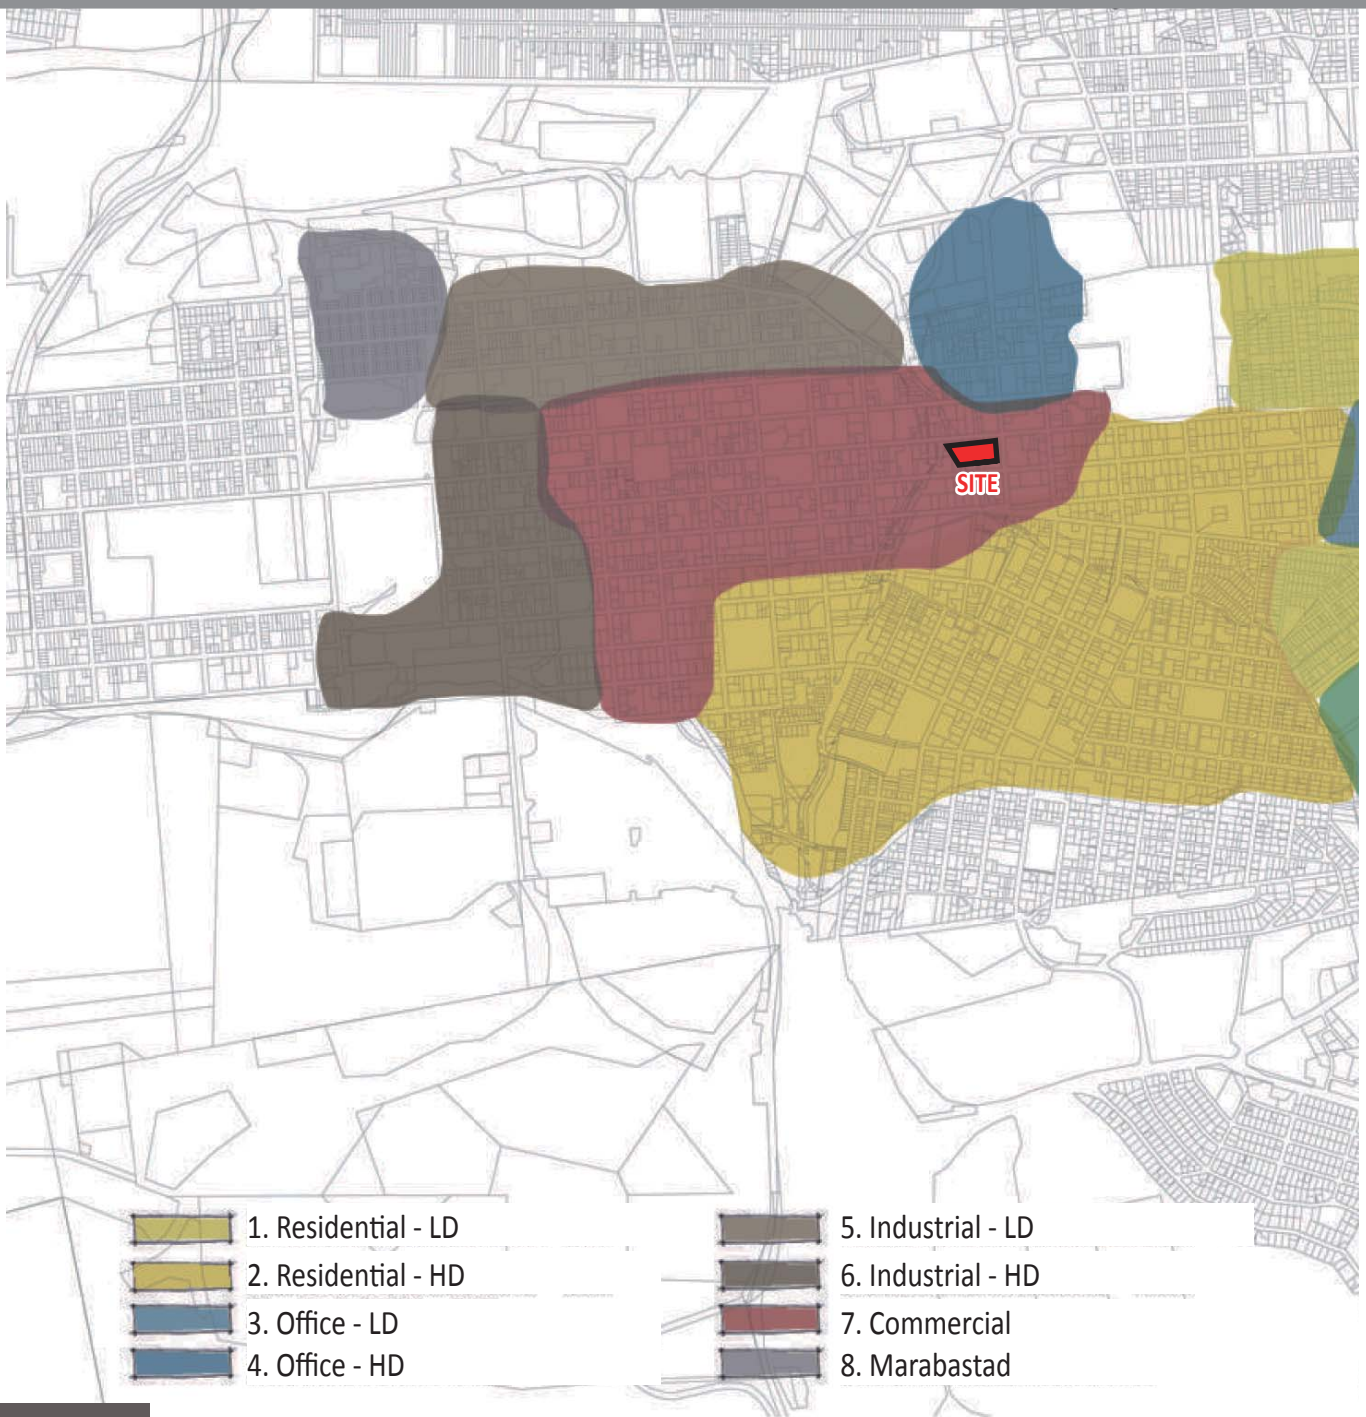 SITE
1. Residential - LD
2. Residential - HD
3. Office - LD
4. Office - HD
5. Industrial - LD
6. Industrial - HD
7. Commercial
8. Marabastad